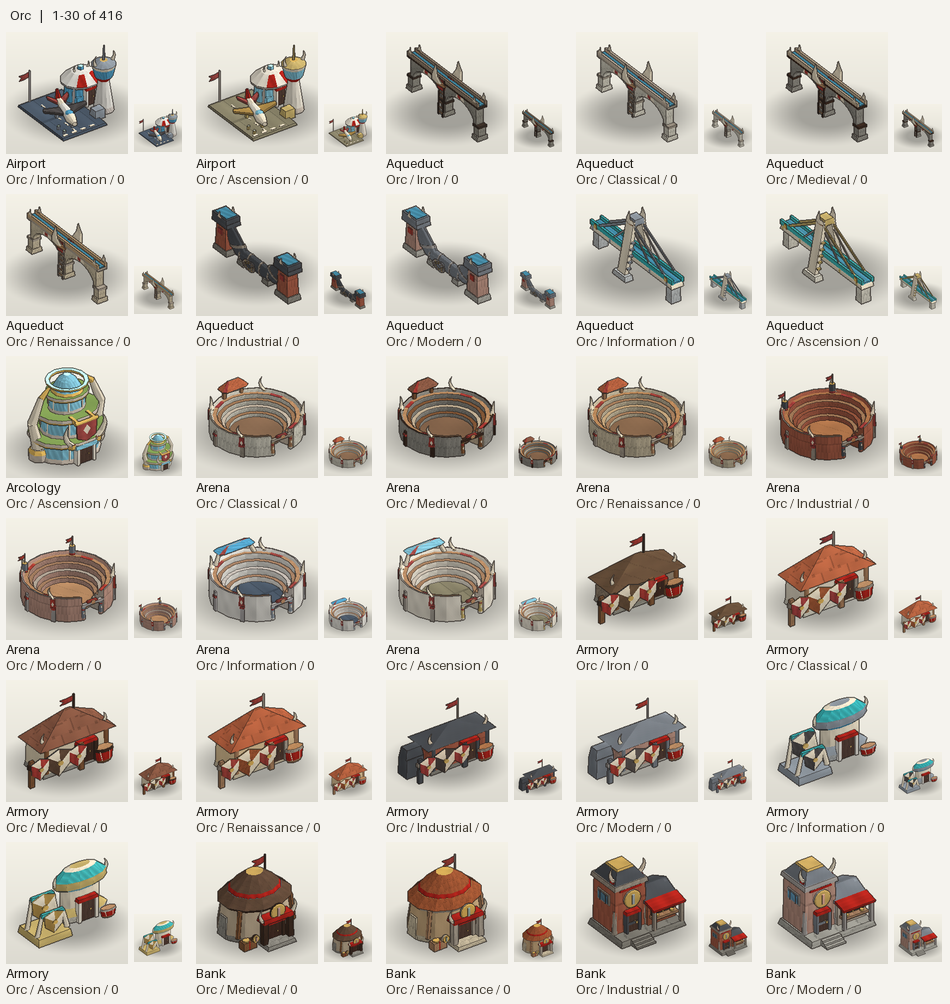 Orc | 1-30 of 416
Airport
Orc / Information / 0
Airport
Orc / Ascension / 0
Aqueduct
Orc / Iron / 0
Aqueduct
Orc / Classical / 0
Aqueduct
Orc / Medieval / 0
Aqueduct
Orc / Renaissance / 0
Aqueduct
Orc / Industrial / 0
Aqueduct
Orc / Modern / 0
Aqueduct
Orc / Information / 0
Aqueduct
Orc / Ascension / 0
Arcology
Orc / Ascension / 0
Arena
Orc / Classical / 0
Arena
Orc / Medieval / 0
Arena
Orc / Renaissance / 0
Arena
Orc / Industrial / 0
Arena
Orc / Modern / 0
Arena
Orc / Information / 0
Arena
Orc / Ascension / 0
Armory
Orc / Iron / 0
Armory
Orc / Classical / 0
Armory
Orc / Medieval / 0
Armory
Orc / Renaissance / 0
Armory
Orc / Industrial / 0
Armory
Orc / Modern / 0
Armory
Orc / Information / 0
Armory
Orc / Ascension / 0
Bank
Orc / Medieval / 0
Bank
Orc / Renaissance / 0
Bank
Orc / Industrial / 0
Bank
Orc / Modern / 0